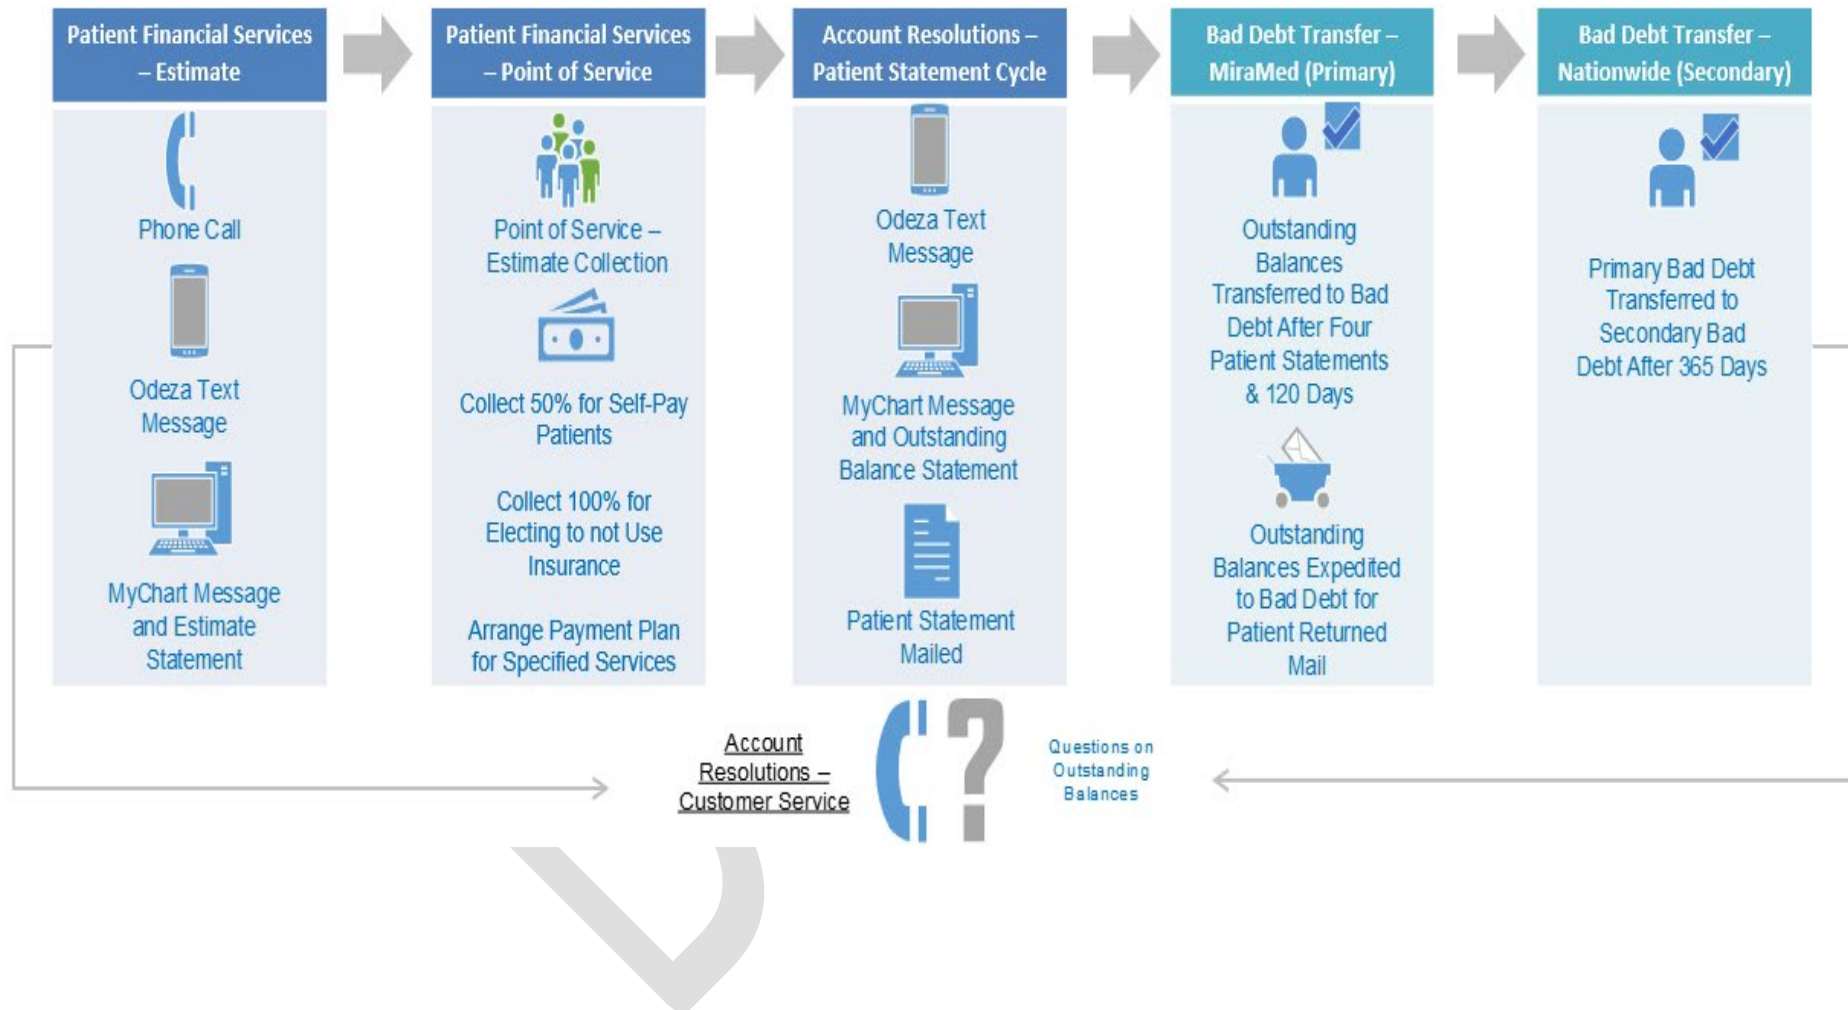 Patient Financial Services
– Estimate
Phone Call
Odeza Text
Message
MyChart Message
and Estimate
Statement
Patient Financial Services
– Point of Service
Point of Service –
Estimate Collection
Collect 50% for Self-Pay
Patients
Collect 100% for
Electing to not Use
Insurance
Arrange Payment Plan
for Specified Services
Account Resolutions –
Patient Statement Cycle
Odeza Text
Message
MyChart Message
and Outstanding
Balance Statement
Patient Statement
Mailed
Bad Debt Transfer –
MiraMed (Primary)
Outstanding
Balances
Transferred to Bad
Debt After Four
Patient Statements
& 120 Days
Outstanding
Balances Expedited
to Bad Debt for
Patient Returned
Mail
Bad Debt Transfer –
Nationwide (Secondary)
Primary Bad Debt
Transferred to
Secondary Bad
Debt After 365 Days
Account
Resolutions –
Customer Service
?
Questions on
Outstanding
Balances